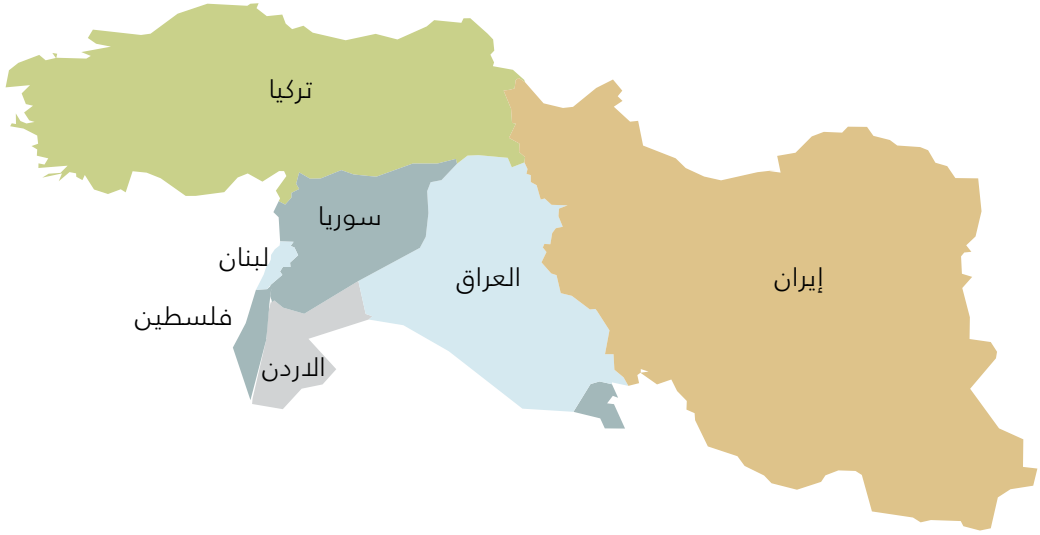 تركيا
سوريا
لبنان
العراق
إيران
فلسطين
الاردن